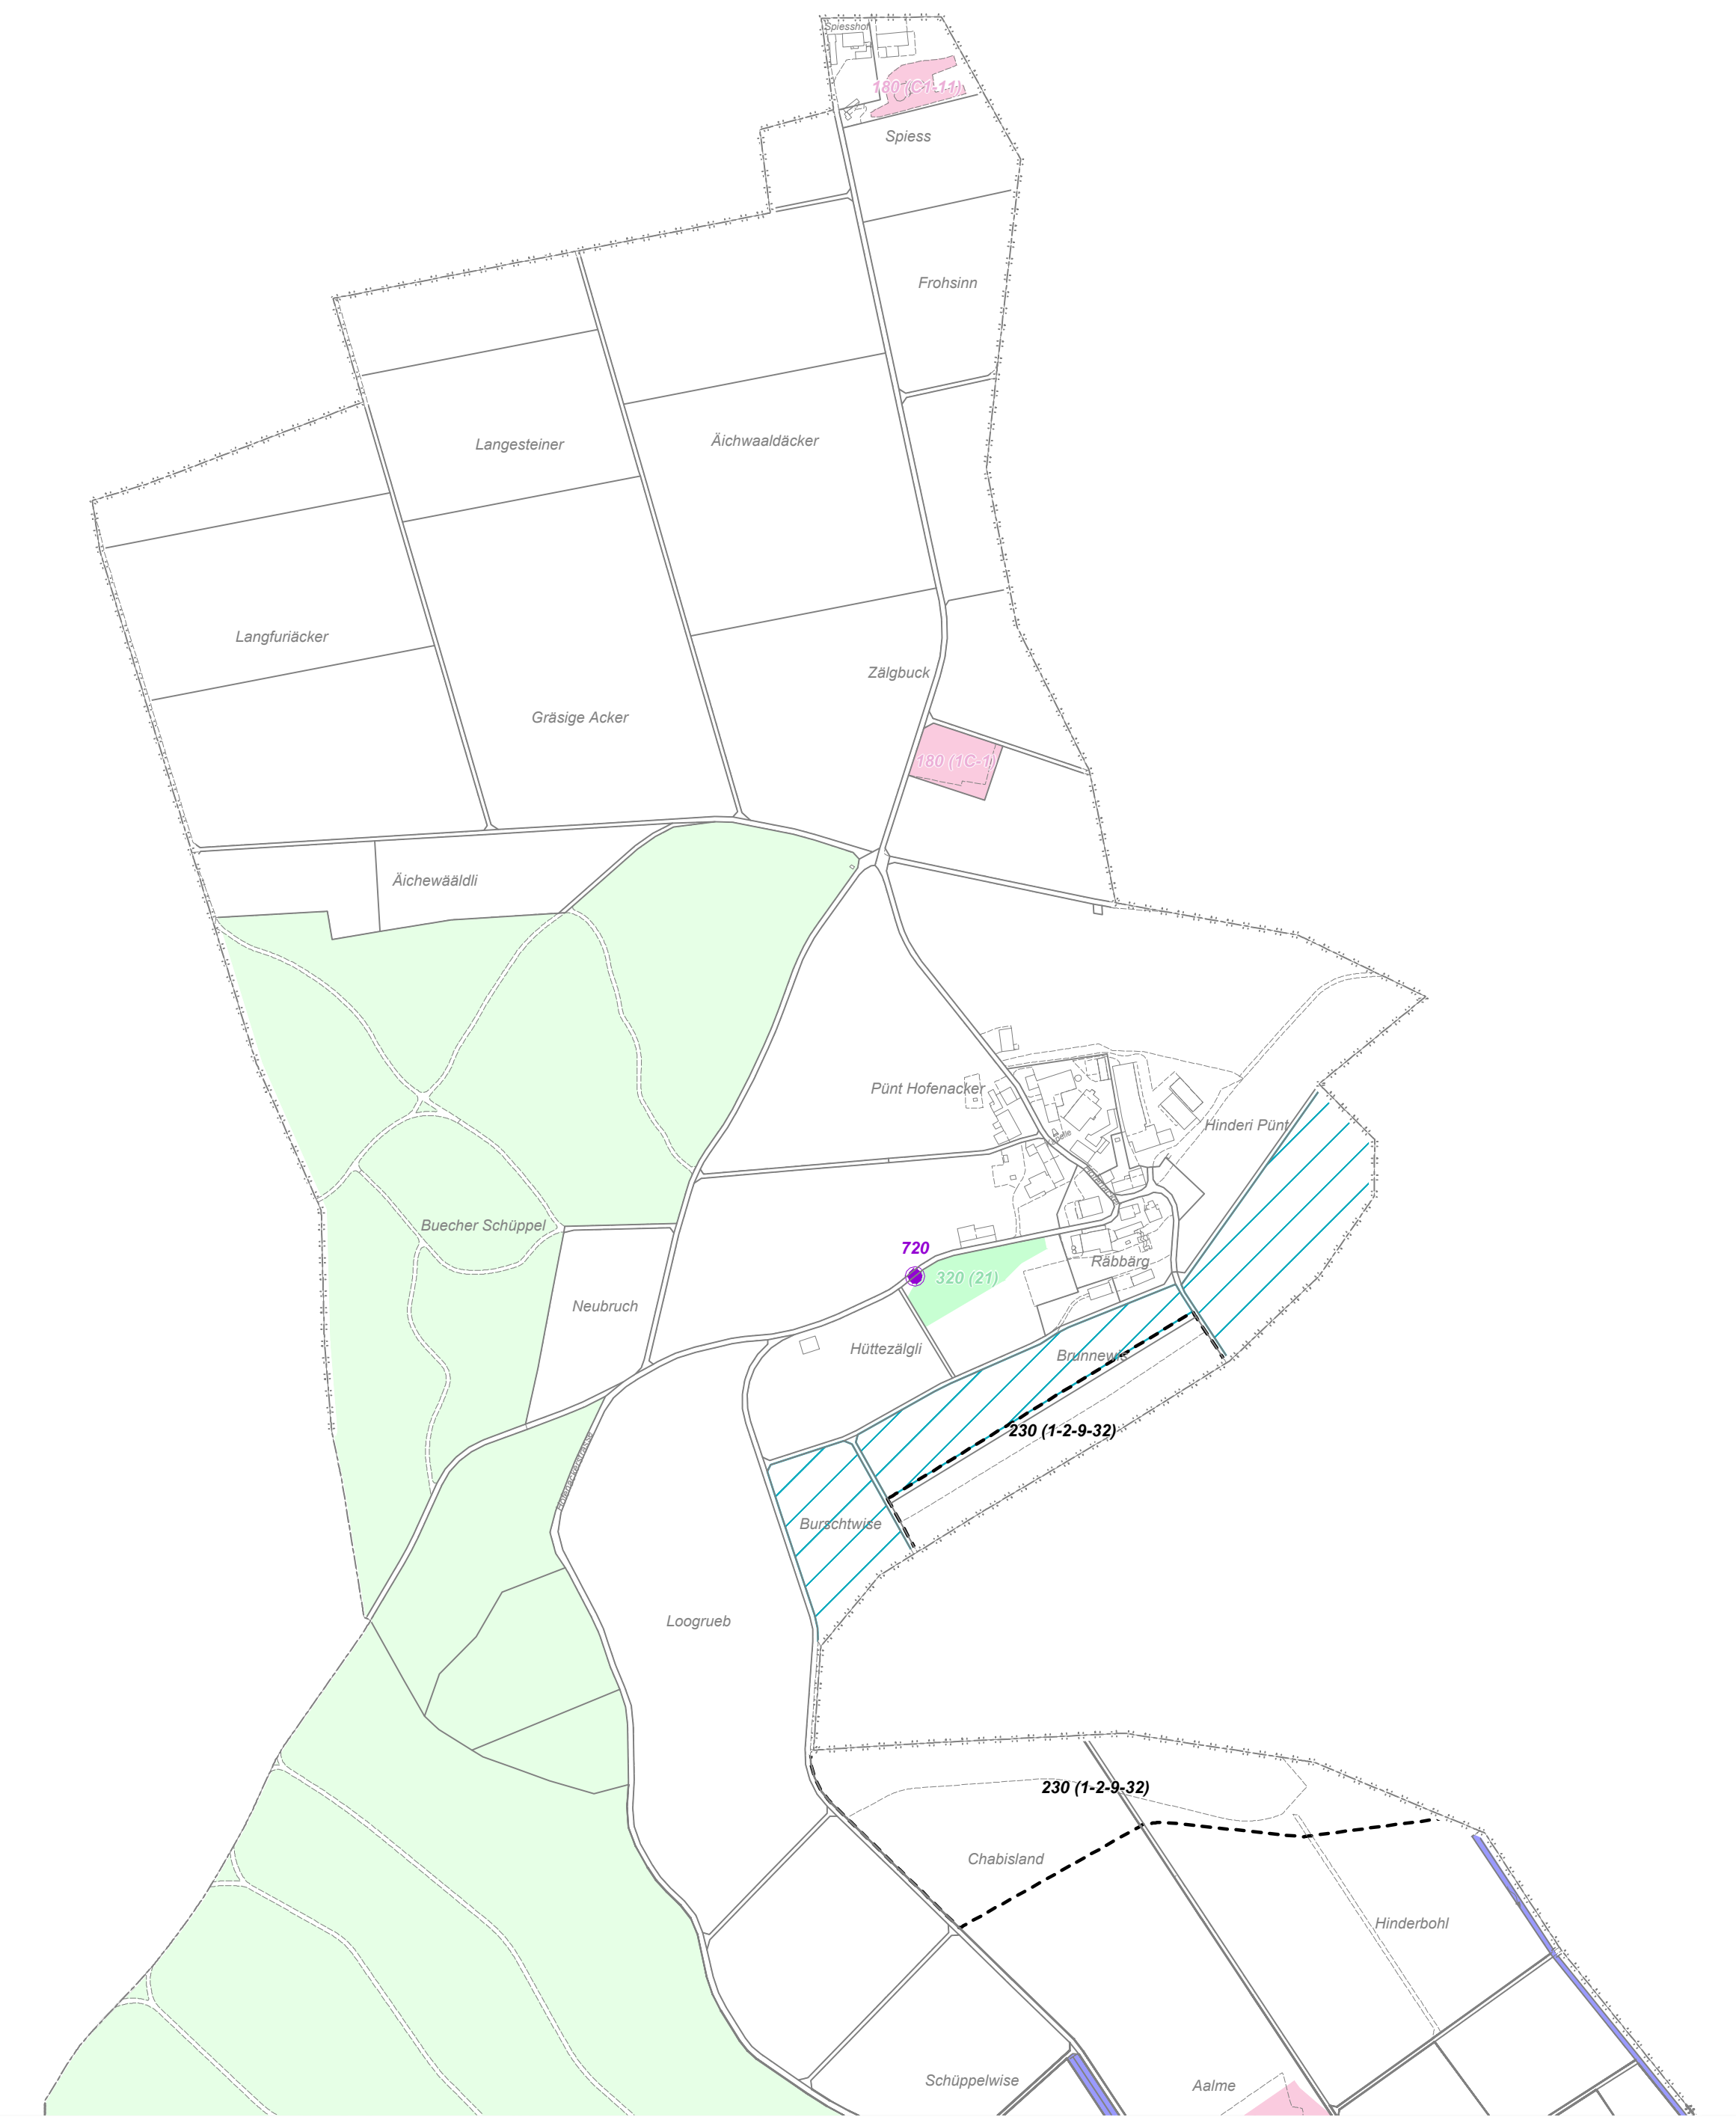 Spiesshof
180 (C1-11)
Spiess
Frohsinn
Langesteiner
Äichwaaldäcker
Langfuriäcker
Zälgbuck
Gräsige Acker
180 (1C-1)
Äichewääldli
Pünt Hofenacker
Hinderi Pünt
Kapelle
Buecher Schüppel
720
320 (21)
Räbbärg
Neubruch
Hüttezälgli
Brunnewis
230 (1-2-9-32)
Hofenackerstrasse
Burschtwise
Loogrueb
230 (1-2-9-32)
Chabisland
Hinderbohl
Schüppelwise
Aalme